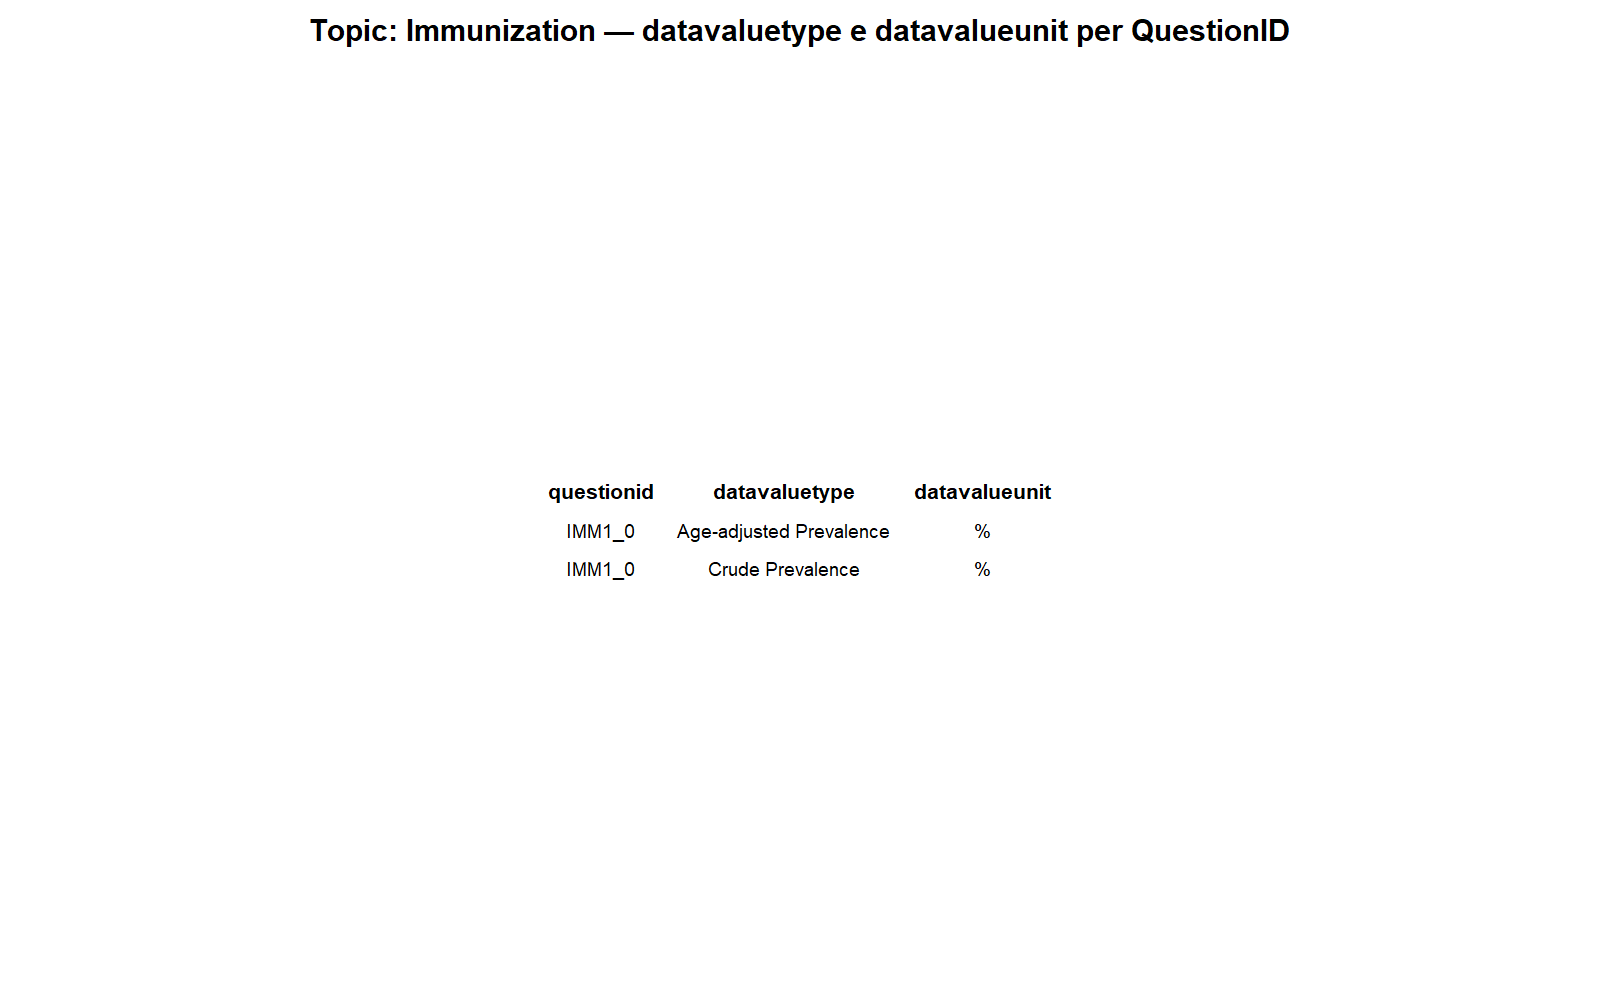 Topic: Immunization — datavaluetype e datavalueunit per QuestionID
questionid datavaluetype datavalueunit
IMM1_0 Age-adjusted Prevalence %
IMM1_0 Crude Prevalence %